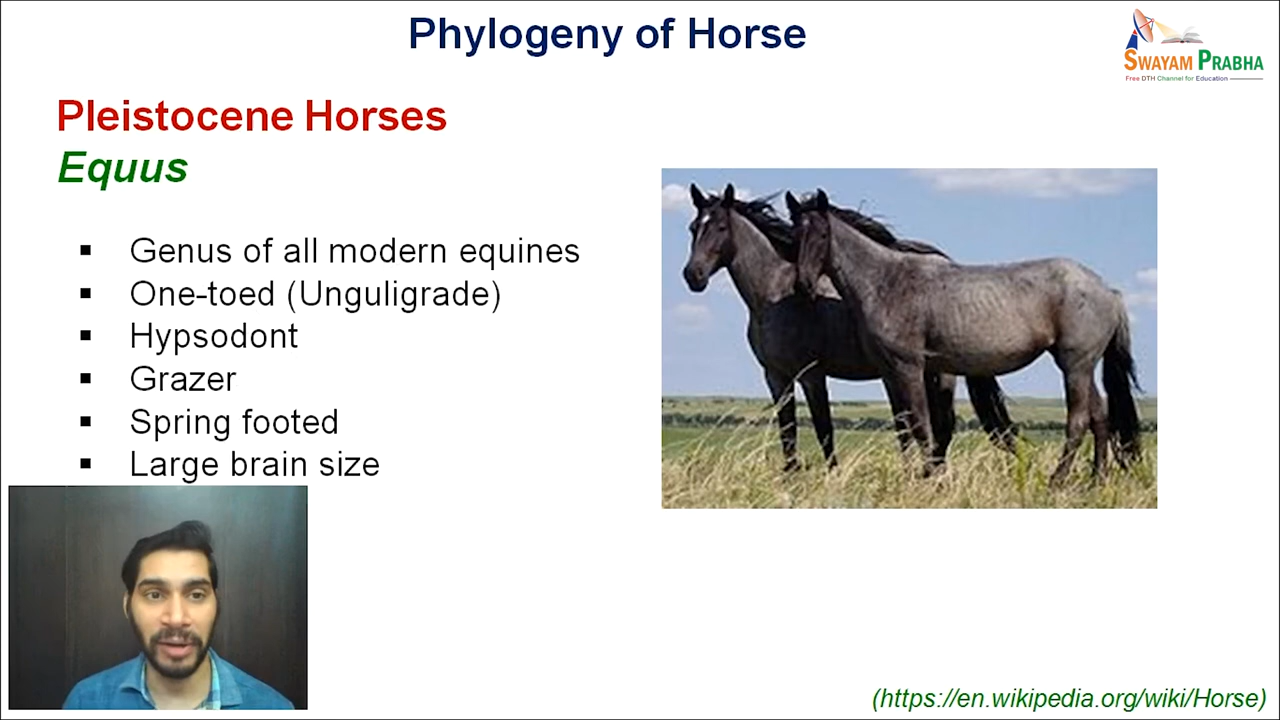 Phylogeny of Horse
SWAYAM PRABHA
Free DTH Channel for Education
Pleistocene Horses
Equus
▪ Genus of all modern equines
▪ One-toed (Unguligrade)
▪ Hypsodont
▪ Grazer
▪ Spring footed
▪ Large brain size
(https://en.wikipedia.org/wiki/Horse)